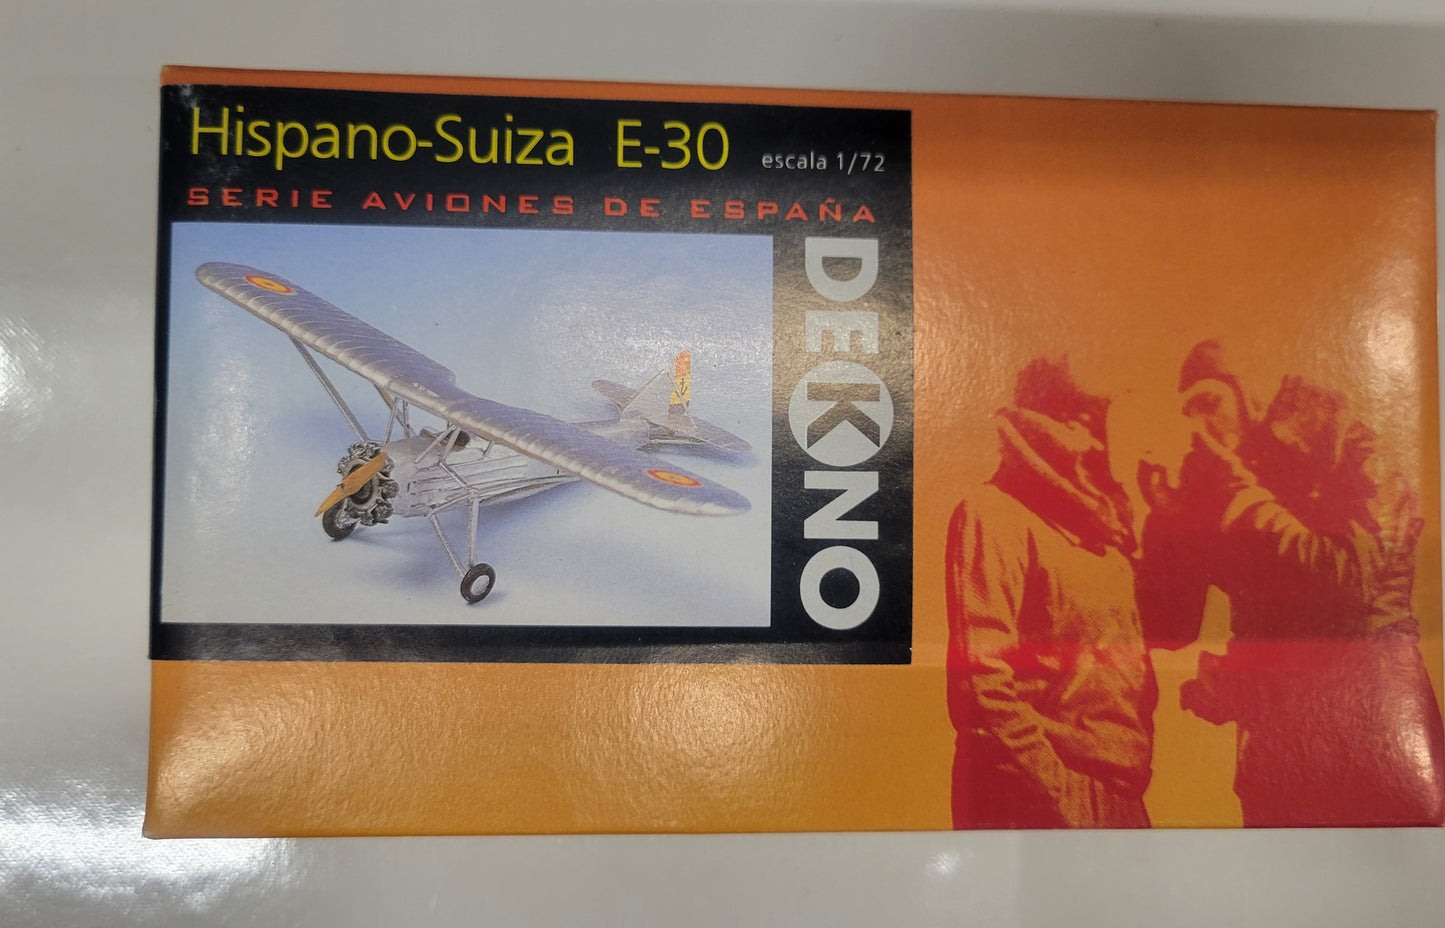 Hispano-Suiza E-30 escala 1/72
SERIE AVIONES DE ESPAÑA
DEKNO